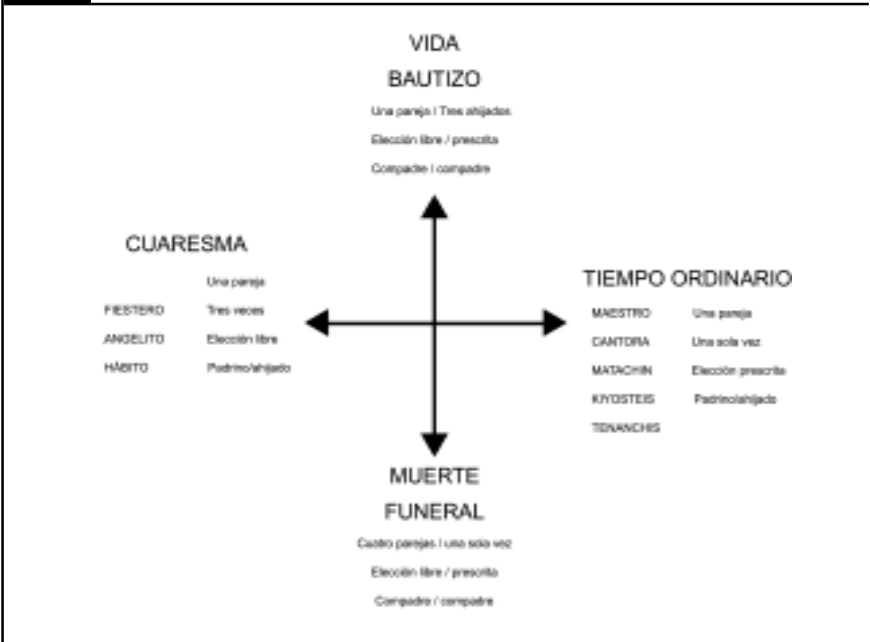 VIDA
BAUTIZO
Una pareja / Tres ahijados
Elección libre / prescrita
Compadre / compadre
CUARESMA
Una pareja
FIESTERO Tres veces
ANGELITO Elección libre
HÁBITO Padrino/ahijado
TIEMPO ORDINARIO
MAESTRO Una pareja
CANTORA Una sola vez
MATACHIN Elección prescrita
KIYOSTEIS Padrino/ahijado
TENANCHIS
MUERTE
FUNERAL
Cuatro parejas / una sola vez
Elección libre / prescrita
Compadre / compadre